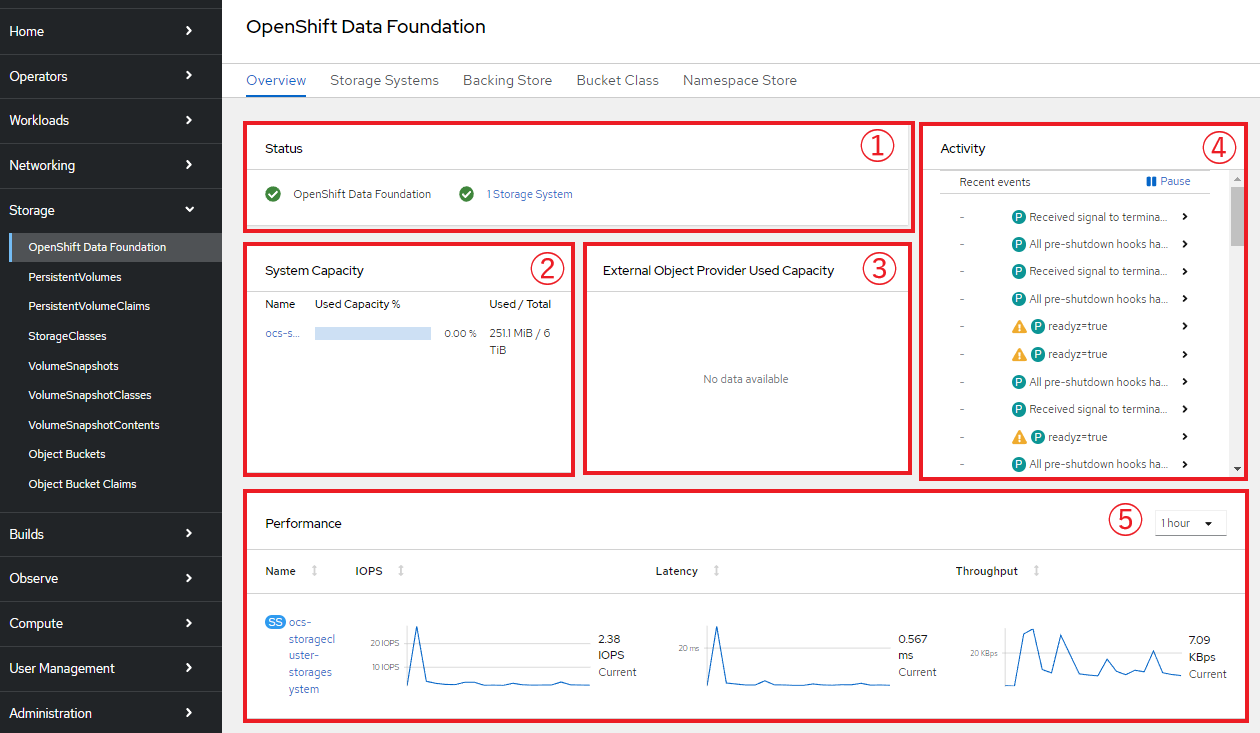 Home
Operators
Workloads
Networking
Storage
OpenShift Data Foundation
PersistentVolumes
PersistentVolumeClaims
StorageClasses
VolumeSnapshots
VolumeSnapshotClasses
VolumeSnapshotContents
Object Buckets
Object Bucket Claims
Builds
Observe
Compute
User Management
Administration
OpenShift Data Foundation
Overview Storage Systems Backing Store Bucket Class Namespace Store
Status ①
OpenShift Data Foundation 1 Storage System
System Capacity ②
Name Used Capacity % Used / Total
ocs-s... 0.00 % 251.1 MiB / 6
TiB
External Object Provider Used Capacity ③
No data available
Activity ④
Recent events Pause
- P Received signal to termina...
- P All pre-shutdown hooks ha...
- P Received signal to termina...
- P All pre-shutdown hooks ha...
- P readyz=true
- P readyz=true
- P All pre-shutdown hooks ha...
- P Received signal to termina...
- P readyz=true
- P All pre-shutdown hooks ha...
Performance ⑤ 1 hour
Name IOPS Latency Throughput
SS ocs-
storagecl
uster-
storages
ystem
20 IOPS
10 IOPS
2.38
IOPS
Current
20 ms
0.567
ms
Current
20 KBps
7.09
KBps
Current